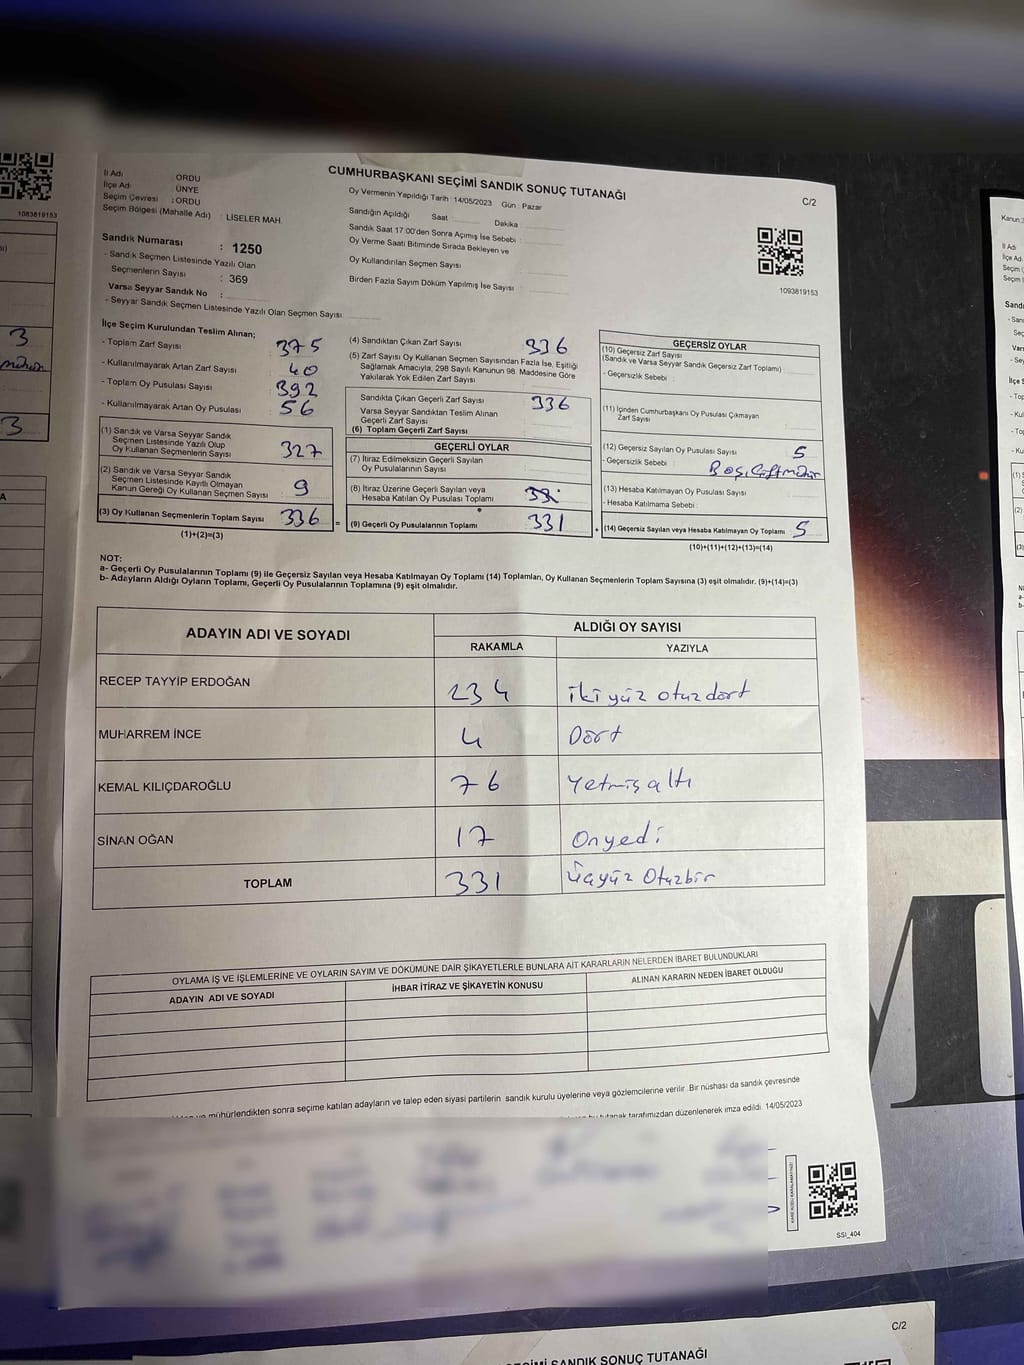 CUMHURBAŞKANI SEÇİMİ SANDIK SONUÇ TUTANAĞI
C/2
İl Adı : ORDU
İlçe Adı : ÜNYE
Seçim Çevresi : ORDU
Seçim Bölgesi (Mahalle Adı) : LİSELER MAH.
Sandık Numarası : 1250
- Sandık Seçmen Listesinde Yazılı Olan
Seçmenlerin Sayısı : 369
Varsa Seyyar Sandık No :
- Seyyar Sandık Seçmen Listesinde Yazılı Olan Seçmen Sayısı
Oy Vermenin Yapıldığı Tarih : 14/05/2023 Gün : Pazar
Sandığın Açıldığı Saat Dakika
Sandık Saat 17:00'den Sonra Açımış İse Sebebi :
Oy Verme Saati Bitiminde Sırada Bekleyen ve
Oy Kullandırılan Seçmen Sayısı
Birden Fazla Sayım Döküm Yapılmış İse Sayısı
1093819153
İlçe Seçim Kurulundan Teslim Alınan;
- Toplam Zarf Sayısı 375
- Kullanılmayarak Artan Zarf Sayısı 40
- Toplam Oy Pusulası Sayısı 392
- Kullanılmayarak Artan Oy Pusulası 56
(1) Sandık ve Varsa Seyyar Sandık
Seçmen Listesinde Yazılı Olup
Oy Kullanan Seçmenlerin Sayısı 327
(2) Sandık ve Varsa Seyyar Sandık
Seçmen Listesinde Kayıtlı Olmayan
Kanun Gereği Oy Kullanan Seçmen Sayısı 9
(3) Oy Kullanan Seçmenlerin Toplam Sayısı 336 =
(1)+(2)=(3)
(4) Sandıktan Çıkan Zarf Sayısı 336
(5) Zarf Sayısı Oy Kullanan Seçmen Sayısından Fazla İse, Eşitliği
Sağlamak Amacıyla, 298 Sayılı Kanunun 98. Maddesine Göre
Yakılarak Yok Edilen Zarf Sayısı
Sandıkta Çıkan Geçerli Zarf Sayısı 336
Varsa Seyyar Sandıktan Teslim Alınan
Geçerli Zarf Sayısı
(6) Toplam Geçerli Zarf Sayısı
GEÇERLİ OYLAR
(7) İtiraz Edilmeksizin Geçerli Sayılan
Oy Pusulalarının Sayısı
(8) İtiraz Üzerine Geçerli Sayılan veya
Hesaba Katılan Oy Pusulası Toplamı
(9) Geçerli Oy Pusulalarının Toplamı 331 +
GEÇERSİZ OYLAR
(10) Geçersiz Zarf Sayısı
(Sandık ve Varsa Seyyar Sandık Geçersiz Zarf Toplamı)
- Geçersizlik Sebebi :
(11) İçinden Cumhurbaşkanı Oy Pusulası Çıkmayan
Zarf Sayısı
(12) Geçersiz Sayılan Oy Pusulası Sayısı 5
- Geçersizlik Sebebi : Boş, Çift mühür
(13) Hesaba Katılmayan Oy Pusulası Sayısı
- Hesaba Katılmama Sebebi :
(14) Geçersiz Sayılan veya Hesaba Katılmayan Oy Toplamı 5
(10)+(11)+(12)+(13)=(14)
NOT:
a- Geçerli Oy Pusulalarının Toplamı (9) ile Geçersiz Sayılan veya Hesaba Katılmayan Oy Toplamı (14) Toplamları, Oy Kullanan Seçmenlerin Toplam Sayısına (3) eşit olmalıdır. (9)+(14)=(3)
b- Adayların Aldığı Oyların Toplamı, Geçerli Oy Pusulalarının Toplamına (9) eşit olmalıdır.
ADAYIN ADI VE SOYADI ALDIĞI OY SAYISI
RAKAMLA YAZIYLA
RECEP TAYYİP ERDOĞAN 234 iki yüz otuz dört
MUHARREM İNCE 4 Dört
KEMAL KILIÇDAROĞLU 76 Yetmiş altı
SİNAN OĞAN 17 Onyedi
TOPLAM 331 üçyüz Otuzbir
OYLAMA İŞ VE İŞLEMLERİNE VE OYLARIN SAYIM VE DÖKÜMÜNE DAİR ŞİKAYETLERLE BUNLARA AİT KARARLARIN NELERDEN İBARET BULUNDUKLARI
ADAYIN ADI VE SOYADI İHBAR İTİRAZ VE ŞİKAYETİN KONUSU ALINAN KARARIN NEDEN İBARET OLDUĞU
ve mühürlendikten sonra seçime katılan adayların ve talep eden siyasi partilerin sandık kurulu üyelerine veya gözlemcilerine verilir. Bir nüshası da sandık çevresinde
tutanak tarafımızdan düzenlenerek imza edildi. 14/05/2023
SSİ_404
1083819153
3
3
C/2
SEÇİMİ SANDIK SONUÇ TUTANAĞI